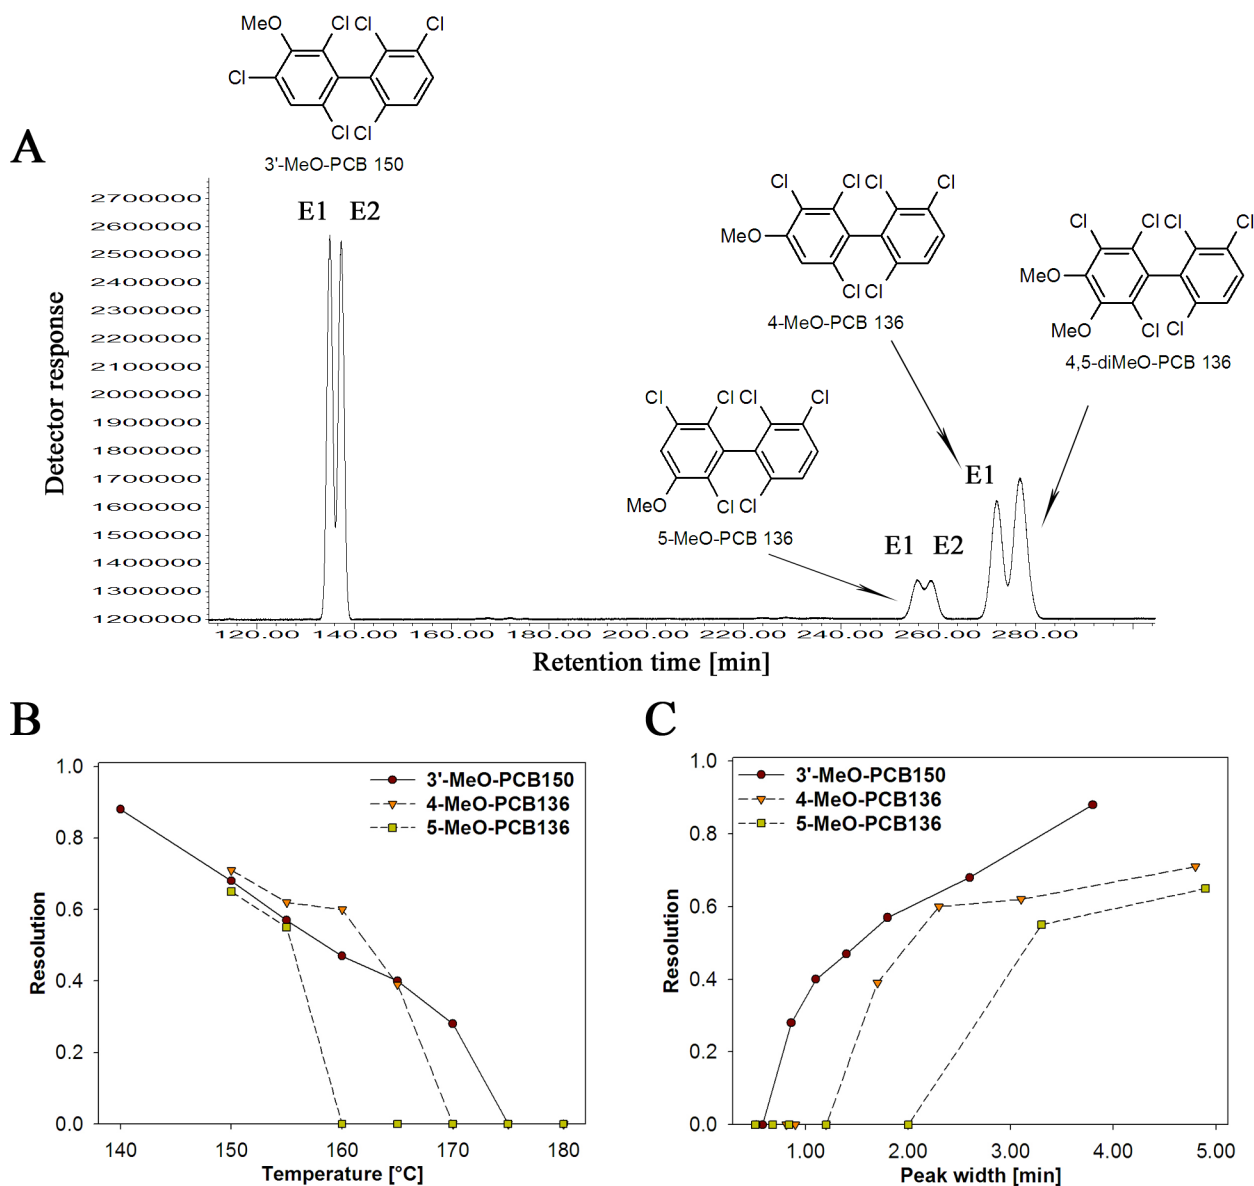 MeO Cl Cl Cl
Cl
Cl Cl
3'-MeO-PCB 150
A
E1 E2
Cl Cl Cl Cl
MeO
Cl Cl
4-MeO-PCB 136
Cl Cl Cl Cl
MeO
MeO Cl Cl
4,5-diMeO-PCB 136
Cl Cl Cl Cl
MeO Cl Cl
5-MeO-PCB 136
E1 E2
E1
2700000
2600000
2500000
2400000
2300000
2200000
2100000
2000000
1900000
1800000
1700000
1600000
1500000
1400000
1300000
1200000
Detector response
120.00 140.00 160.00 180.00 200.00 220.00 240.00 260.00 280.00
Retention time [min]
B
1.0
0.8
0.6
0.4
0.2
0.0
Resolution
3'-MeO-PCB150
4-MeO-PCB136
5-MeO-PCB136
140 150 160 170 180
Temperature [°C]
C
1.0
0.8
0.6
0.4
0.2
0.0
Resolution
3'-MeO-PCB150
4-MeO-PCB136
5-MeO-PCB136
1.00 2.00 3.00 4.00 5.00
Peak width [min]